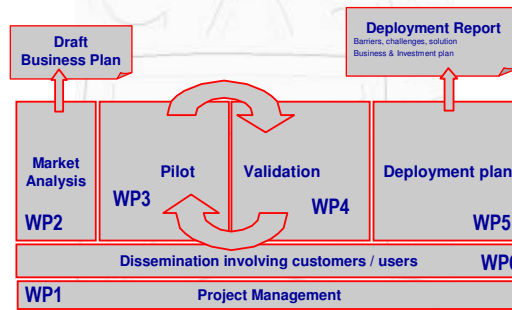 Draft
Business Plan
Deployment Report
Barriers, challenges, solution
Business & Investment plan
Market
Analysis
WP2
Pilot
WP3
Validation
WP4
Deployment plan
WP5
Dissemination involving customers / users
WP6
WP1
Project Management